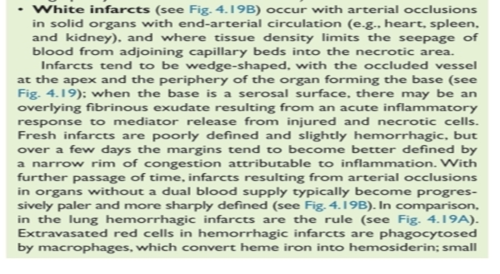 • White infarcts (see Fig. 4.19B) occur with arterial occlusions
in solid organs with end-arterial circulation (e.g., heart, spleen,
and kidney), and where tissue density limits the seepage of
blood from adjoining capillary beds into the necrotic area.
Infarcts tend to be wedge-shaped, with the occluded vessel
at the apex and the periphery of the organ forming the base (see
Fig. 4.19); when the base is a serosal surface, there may be an
overlying fibrinous exudate resulting from an acute inflammatory
response to mediator release from injured and necrotic cells.
Fresh infarcts are poorly defined and slightly hemorrhagic, but
over a few days the margins tend to become better defined by
a narrow rim of congestion attributable to inflammation. With
further passage of time, infarcts resulting from arterial occlusions
in organs without a dual blood supply typically become progres-
sively paler and more sharply defined (see Fig. 4.19B). In comparison,
in the lung hemorrhagic infarcts are the rule (see Fig. 4.19A).
Extravasated red cells in hemorrhagic infarcts are phagocytosed
by macrophages, which convert heme iron into hemosiderin; small